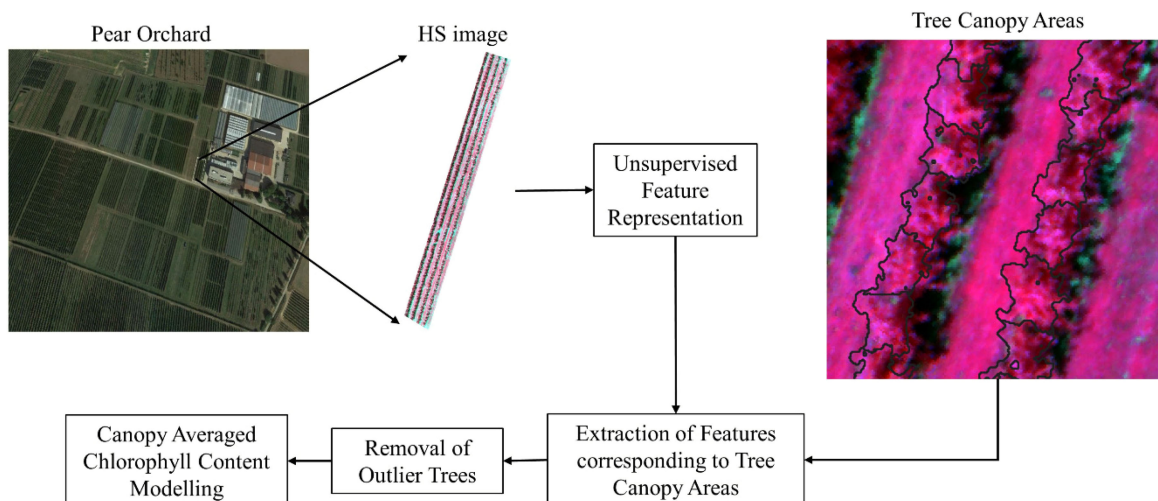 Pear Orchard
HS image
Tree Canopy Areas
Unsupervised
Feature
Representation
Extraction of Features
corresponding to Tree
Canopy Areas
Removal of
Outlier Trees
Canopy Averaged
Chlorophyll Content
Modelling